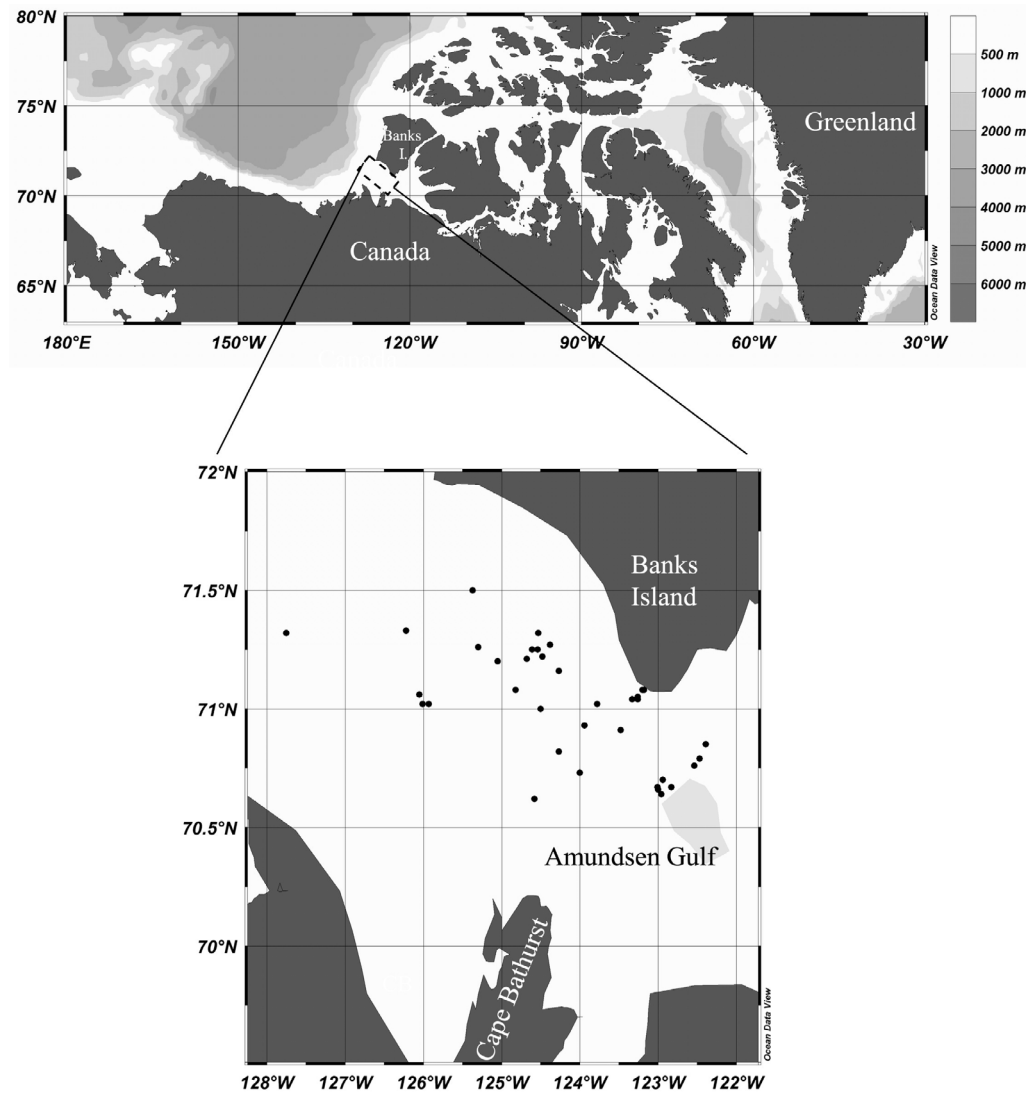 80°N
75°N
70°N
65°N
180°E
150°W
120°W
90°W
60°W
30°W
Banks
I.
Canada
Greenland
Ocean Data View
500 m
1000 m
2000 m
3000 m
4000 m
5000 m
6000 m
72°N
71.5°N
71°N
70.5°N
70°N
Banks
Island
Amundsen Gulf
Cape Bathurst
Ocean Data View
128°W
127°W
126°W
125°W
124°W
123°W
122°W